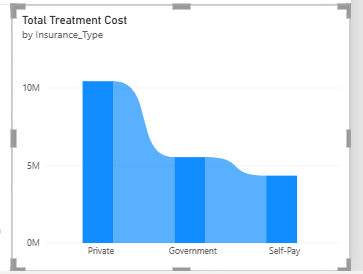 Total Treatment Cost
by Insurance_Type
10M
5M
0M
Private Government Self-Pay